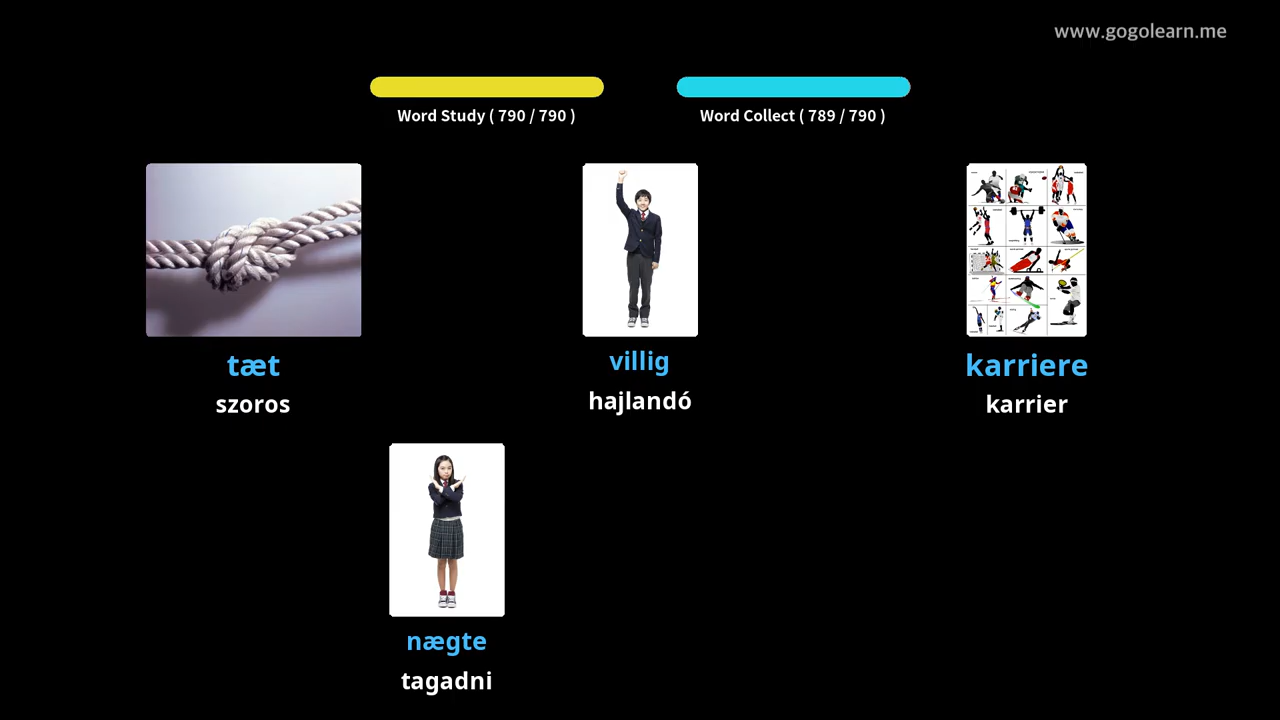 www.gogolearn.me
Word Study ( 790 / 790 )
Word Collect ( 789 / 790 )
tæt
szoros
villig
hajlandó
karriere
karrier
nægte
tagadni